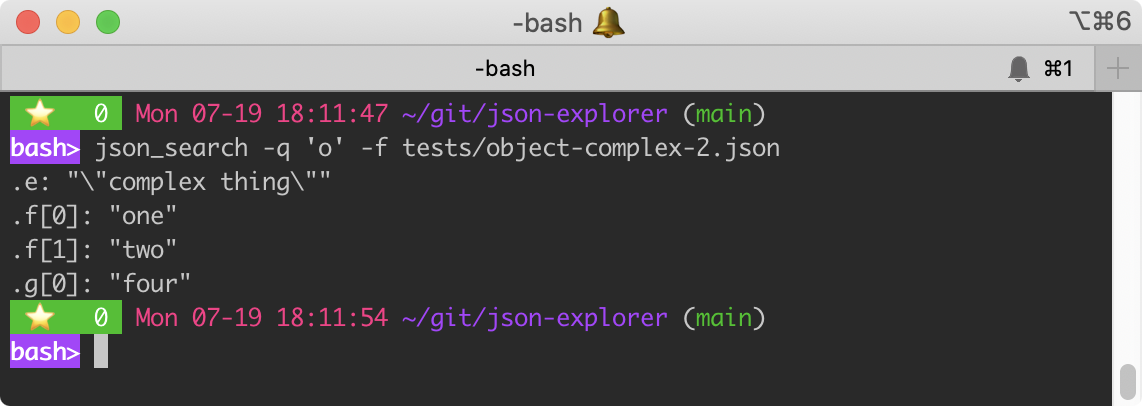 -bash 🔔 ⌥⌘6
-bash ⌘1
⭐ 0 Mon 07-19 18:11:47 ~/git/json-explorer (main)
bash> json_search -q 'o' -f tests/object-complex-2.json
.e: "\"complex thing\""
.f[0]: "one"
.f[1]: "two"
.g[0]: "four"
⭐ 0 Mon 07-19 18:11:54 ~/git/json-explorer (main)
bash>